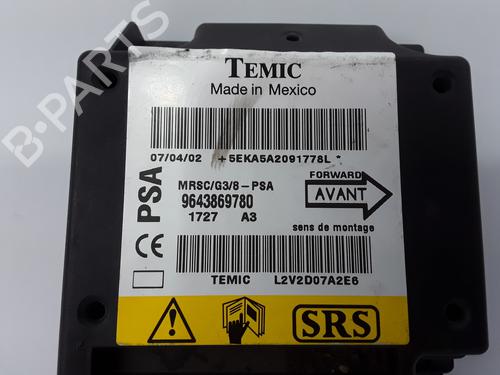 B-PARTS
TEMIC
Made in Mexico
07/04/02 +5EKA5A2091778L *
PSA
MRSC/G3/8-PSA
9643869780
1727 A3
FORWARD
AVANT
sens de montage
CE
TEMIC L2V2D07A2E6
SRS